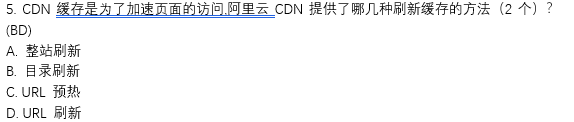 5. CDN 缓存是为了加速页面的访问,阿里云 CDN 提供了哪几种刷新缓存的方法（2 个）?
(BD)
A. 整站刷新
B. 目录刷新
C. URL 预热
D. URL 刷新